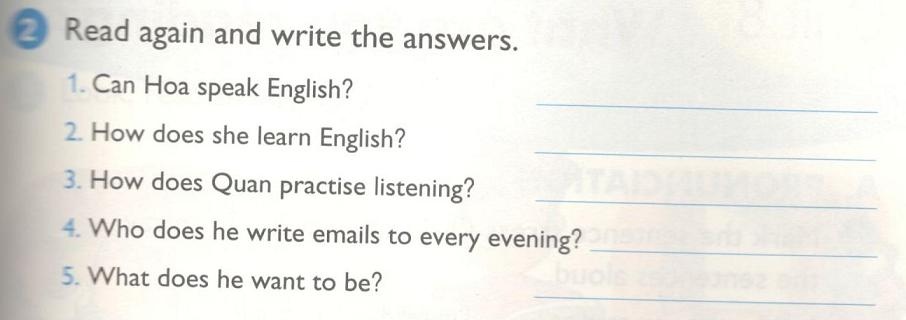 2 Read again and write the answers.
1. Can Hoa speak English?
2. How does she learn English?
3. How does Quan practise listening?
4. Who does he write emails to every evening?
5. What does he want to be?